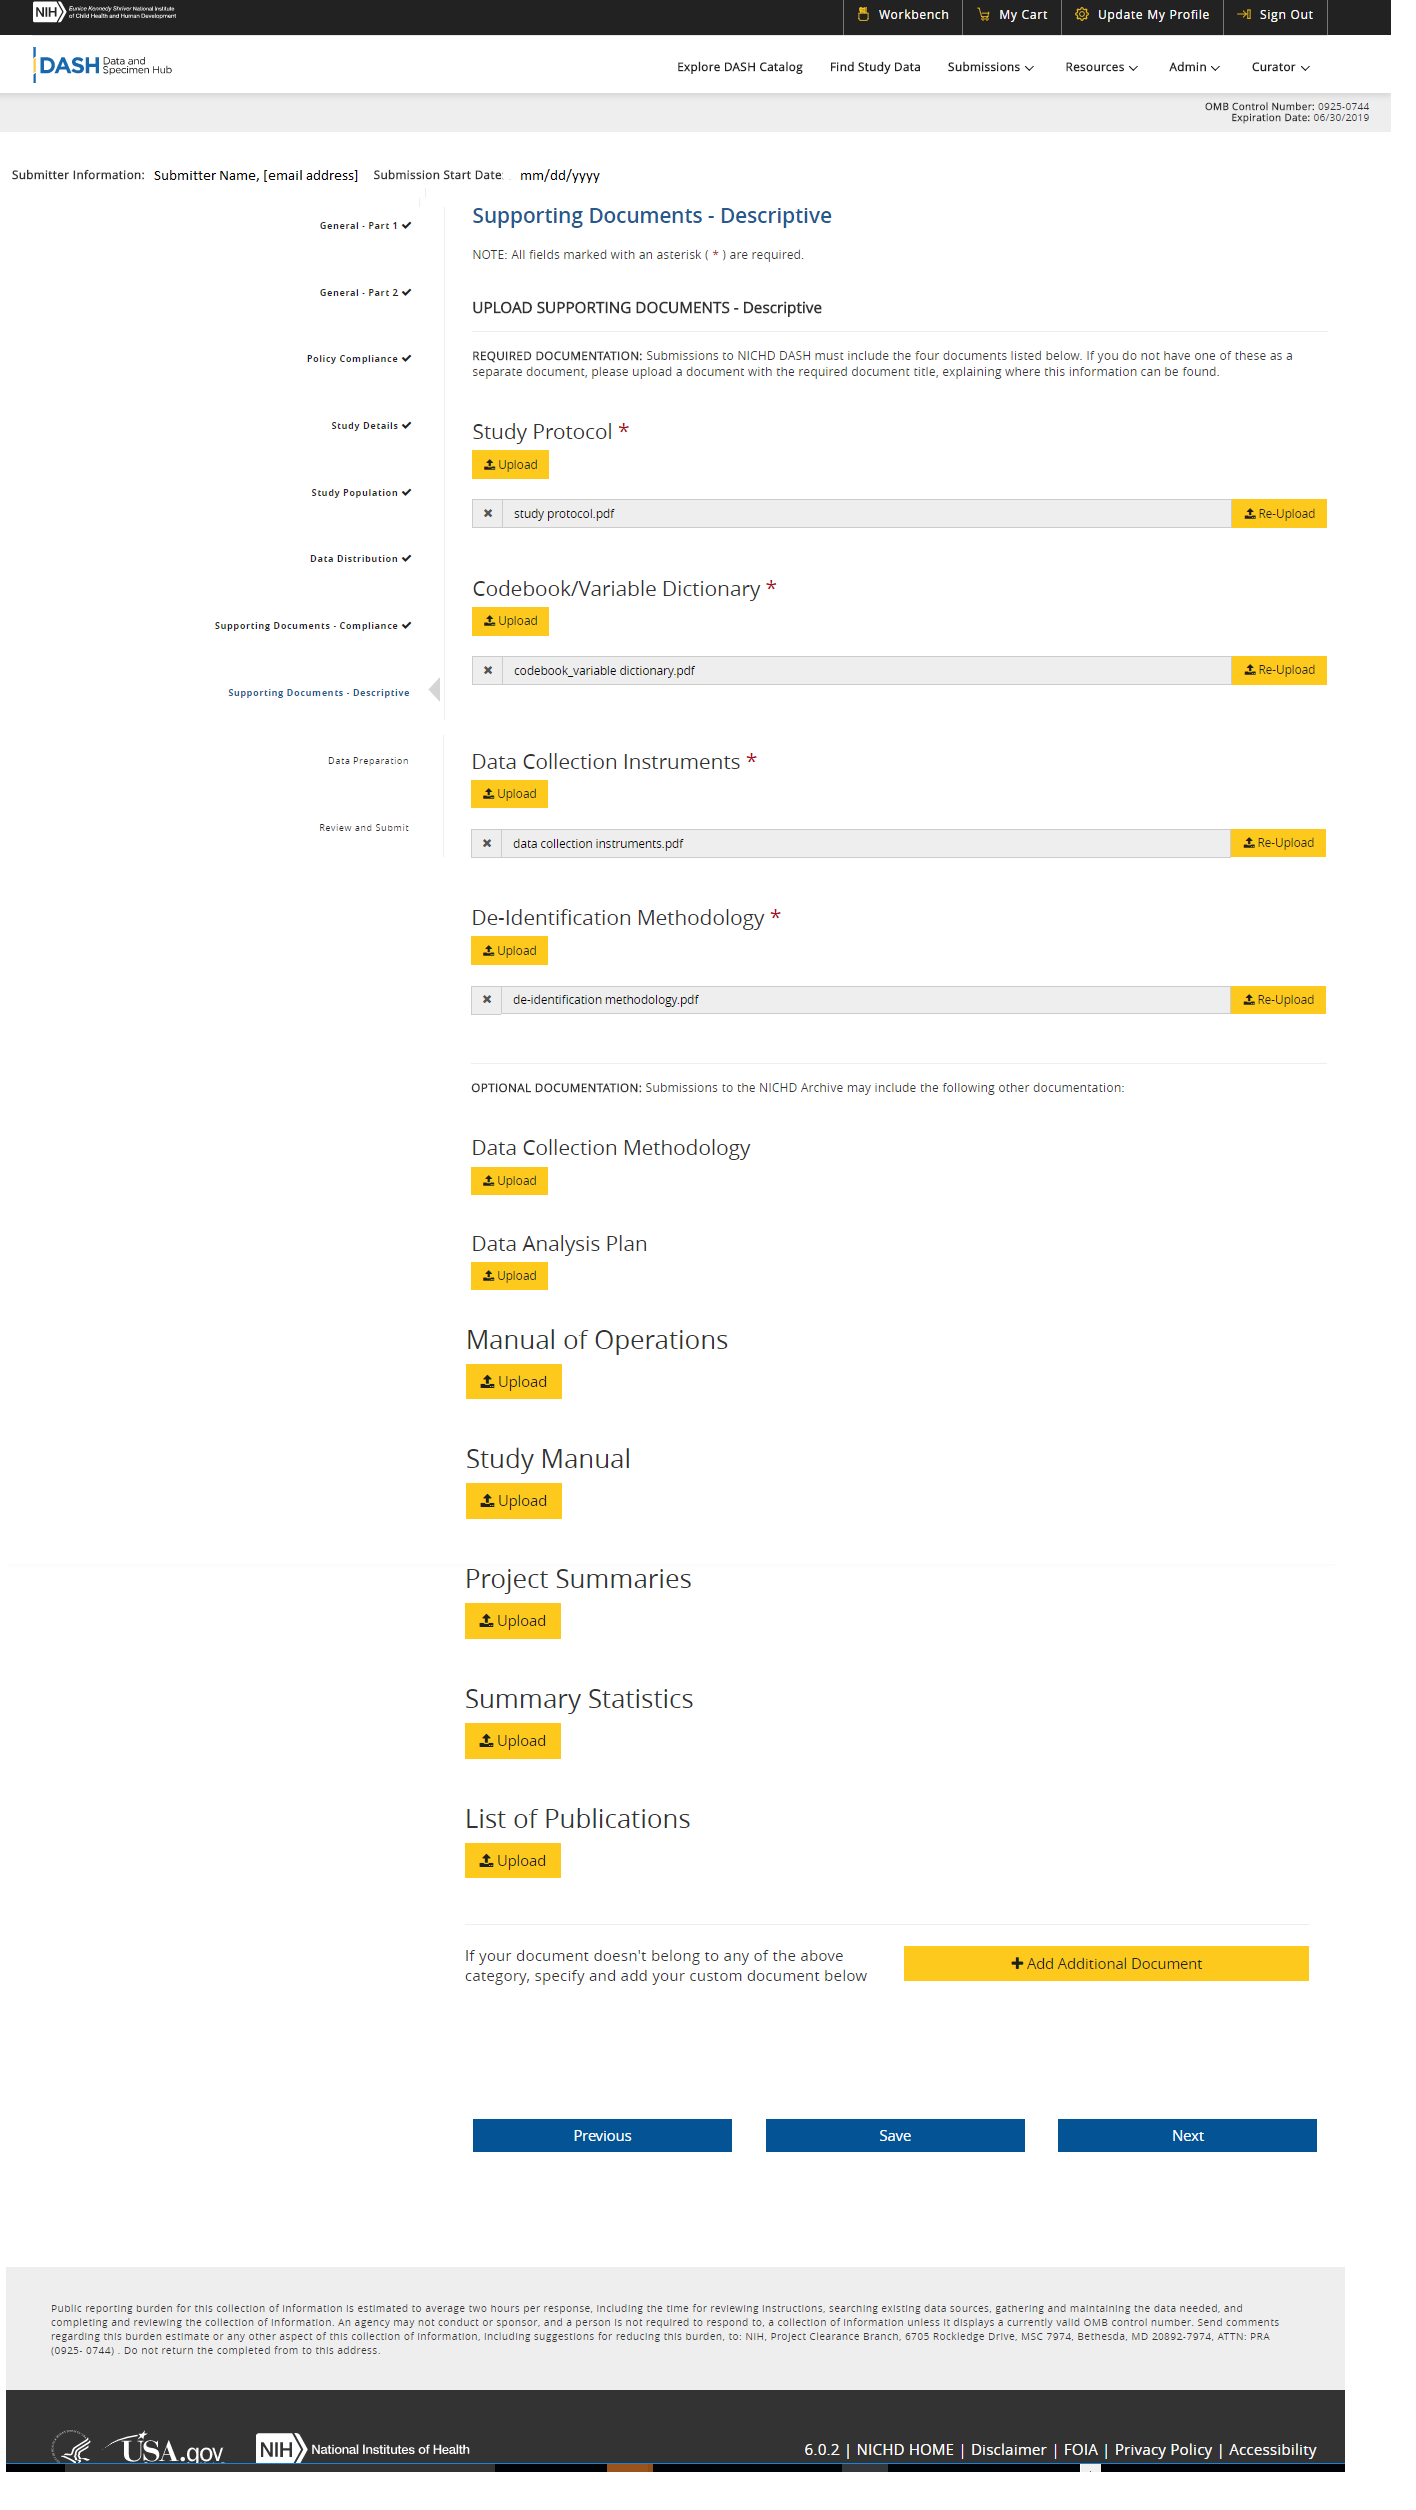 NIH Eunice Kennedy Shriver National Institute
of Child Health and Human Development
Workbench My Cart Update My Profile Sign Out
DASH Data and
Specimen Hub
Explore DASH Catalog Find Study Data Submissions Resources Admin Curator
OMB Control Number: 0925-0744
Expiration Date: 06/30/2019
Submitter Information: Submitter Name, [email address] Submission Start Date: mm/dd/yyyy
General - Part 1
General - Part 2
Policy Compliance
Study Details
Study Population
Data Distribution
Supporting Documents - Compliance
Supporting Documents - Descriptive
Data Preparation
Review and Submit
Supporting Documents - Descriptive
NOTE: All fields marked with an asterisk ( * ) are required.
UPLOAD SUPPORTING DOCUMENTS - Descriptive
REQUIRED DOCUMENTATION: Submissions to NICHD DASH must include the four documents listed below. If you do not have one of these as a
separate document, please upload a document with the required document title, explaining where this information can be found.
Study Protocol *
Upload
study protocol.pdf Re-Upload
Codebook/Variable Dictionary *
Upload
codebook_variable dictionary.pdf Re-Upload
Data Collection Instruments *
Upload
data collection instruments.pdf Re-Upload
De-Identification Methodology *
Upload
de-identification methodology.pdf Re-Upload
OPTIONAL DOCUMENTATION: Submissions to the NICHD Archive may include the following other documentation:
Data Collection Methodology
Upload
Data Analysis Plan
Upload
Manual of Operations
Upload
Study Manual
Upload
Project Summaries
Upload
Summary Statistics
Upload
List of Publications
Upload
If your document doesn't belong to any of the above
category, specify and add your custom document below
Add Additional Document
Previous Save Next
Public reporting burden for this collection of information is estimated to average two hours per response, including the time for reviewing instructions, searching existing data sources, gathering and maintaining the data needed, and
completing and reviewing the collection of information. An agency may not conduct or sponsor, and a person is not required to respond to, a collection of information unless it displays a currently valid OMB control number. Send comments
regarding this burden estimate or any other aspect of this collection of information, including suggestions for reducing this burden, to: NIH, Project Clearance Branch, 6705 Rockledge Drive, MSC 7974, Bethesda, MD 20892-7974, ATTN: PRA
(0925- 0744) . Do not return the completed from to this address.
USA.gov NIH National Institutes of Health
6.0.2 | NICHD HOME | Disclaimer | FOIA | Privacy Policy | Accessibility